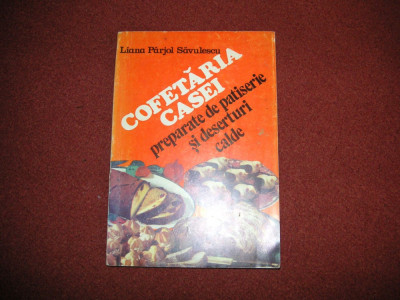 Liana Pârjol Săvulescu
COFETĂRIA
CASEI
preparate de patiserie
și deserturi
calde